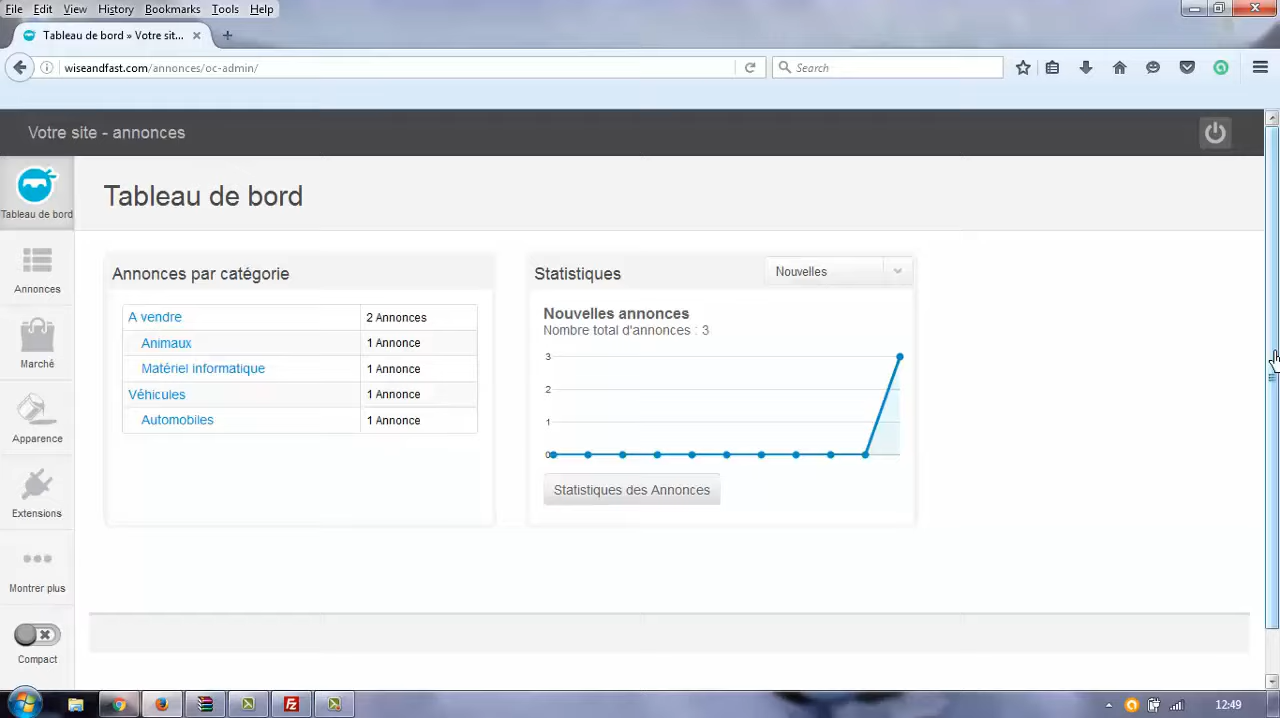 File Edit View History Bookmarks Tools Help
Tableau de bord » Votre sit...
wiseandfast.com/annonces/oc-admin/
Search
Votre site - annonces
Tableau de bord
Tableau de bord
Annonces
Marché
Apparence
Extensions
Montrer plus
Compact
Annonces par catégorie
A vendre 2 Annonces
Animaux 1 Annonce
Matériel informatique 1 Annonce
Véhicules 1 Annonce
Automobiles 1 Annonce
Statistiques
Nouvelles
Nouvelles annonces
Nombre total d'annonces : 3
3
2
1
0
Statistiques des Annonces
12:49